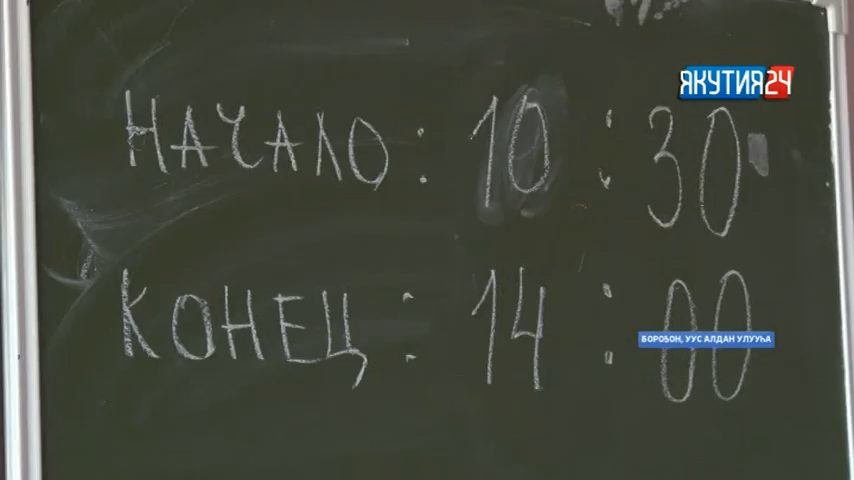 ЯКУТИЯ24
НАЧАЛО: 10:30
КОНЕЦ: 14:00
БОРОҔОН, УУС АЛДАН УЛУУҺА